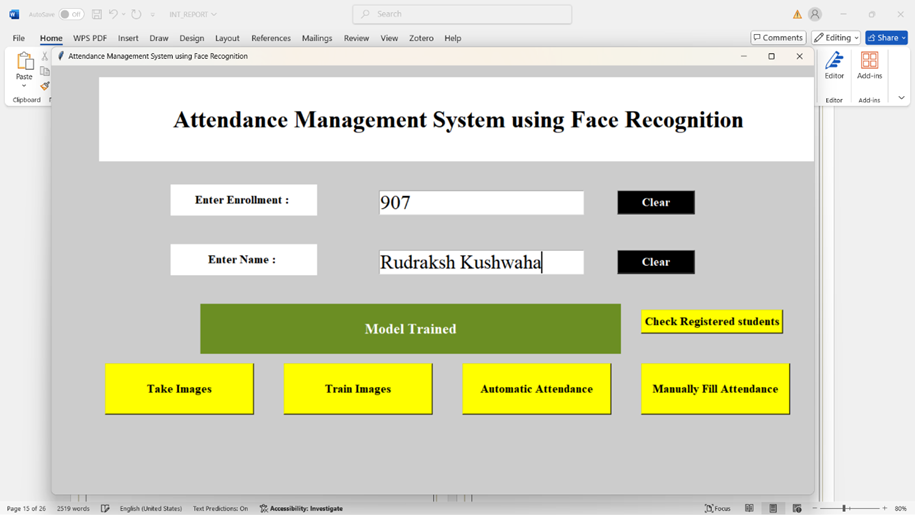 AutoSave Off INT_REPORT Search
File Home WPS PDF Insert Draw Design Layout References Mailings Review View Zotero Help Comments Editing Share
Attendance Management System using Face Recognition
Paste Editor Add-ins
Clipboard Editor Add-ins
Attendance Management System using Face Recognition
Enter Enrollment : 907 Clear
Enter Name : Rudraksh Kushwaha Clear
Model Trained Check Registered students
Take Images Train Images Automatic Attendance Manually Fill Attendance
Page 15 of 26 2519 words English (United States) Text Predictions: On Accessibility: Investigate Focus 80%